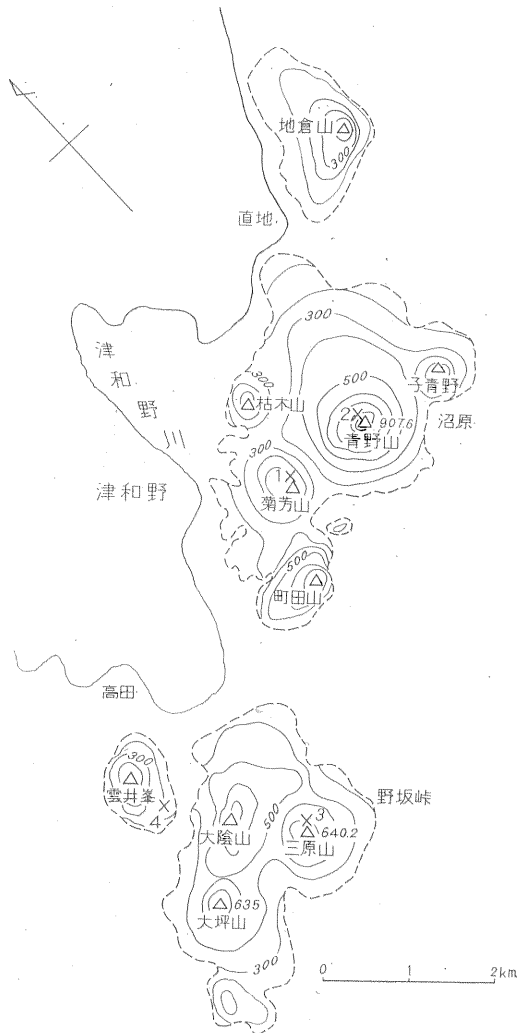 地倉山
300
直地
300
津和野川
300
枯木山
500
子青野
2
907.6
青野山
沼原
300
1
菊芳山
津和野
500
町田山
高田
300
雲井峯
4
野坂峠
500
3
640.2
大陰山
三原山
635
大坪山
300
0 1 2km